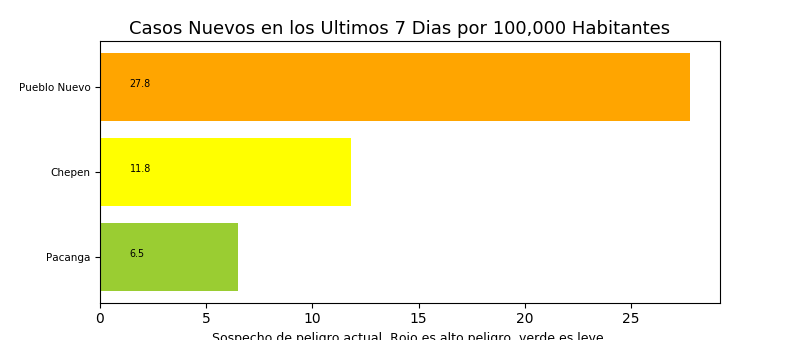 Casos Nuevos en los Ultimos 7 Dias por 100,000 Habitantes
Pueblo Nuevo
27.8
Chepen
11.8
Pacanga
6.5
0 5 10 15 20 25
Sospecho de peligro actual. Rojo es alto peligro, verde es leve